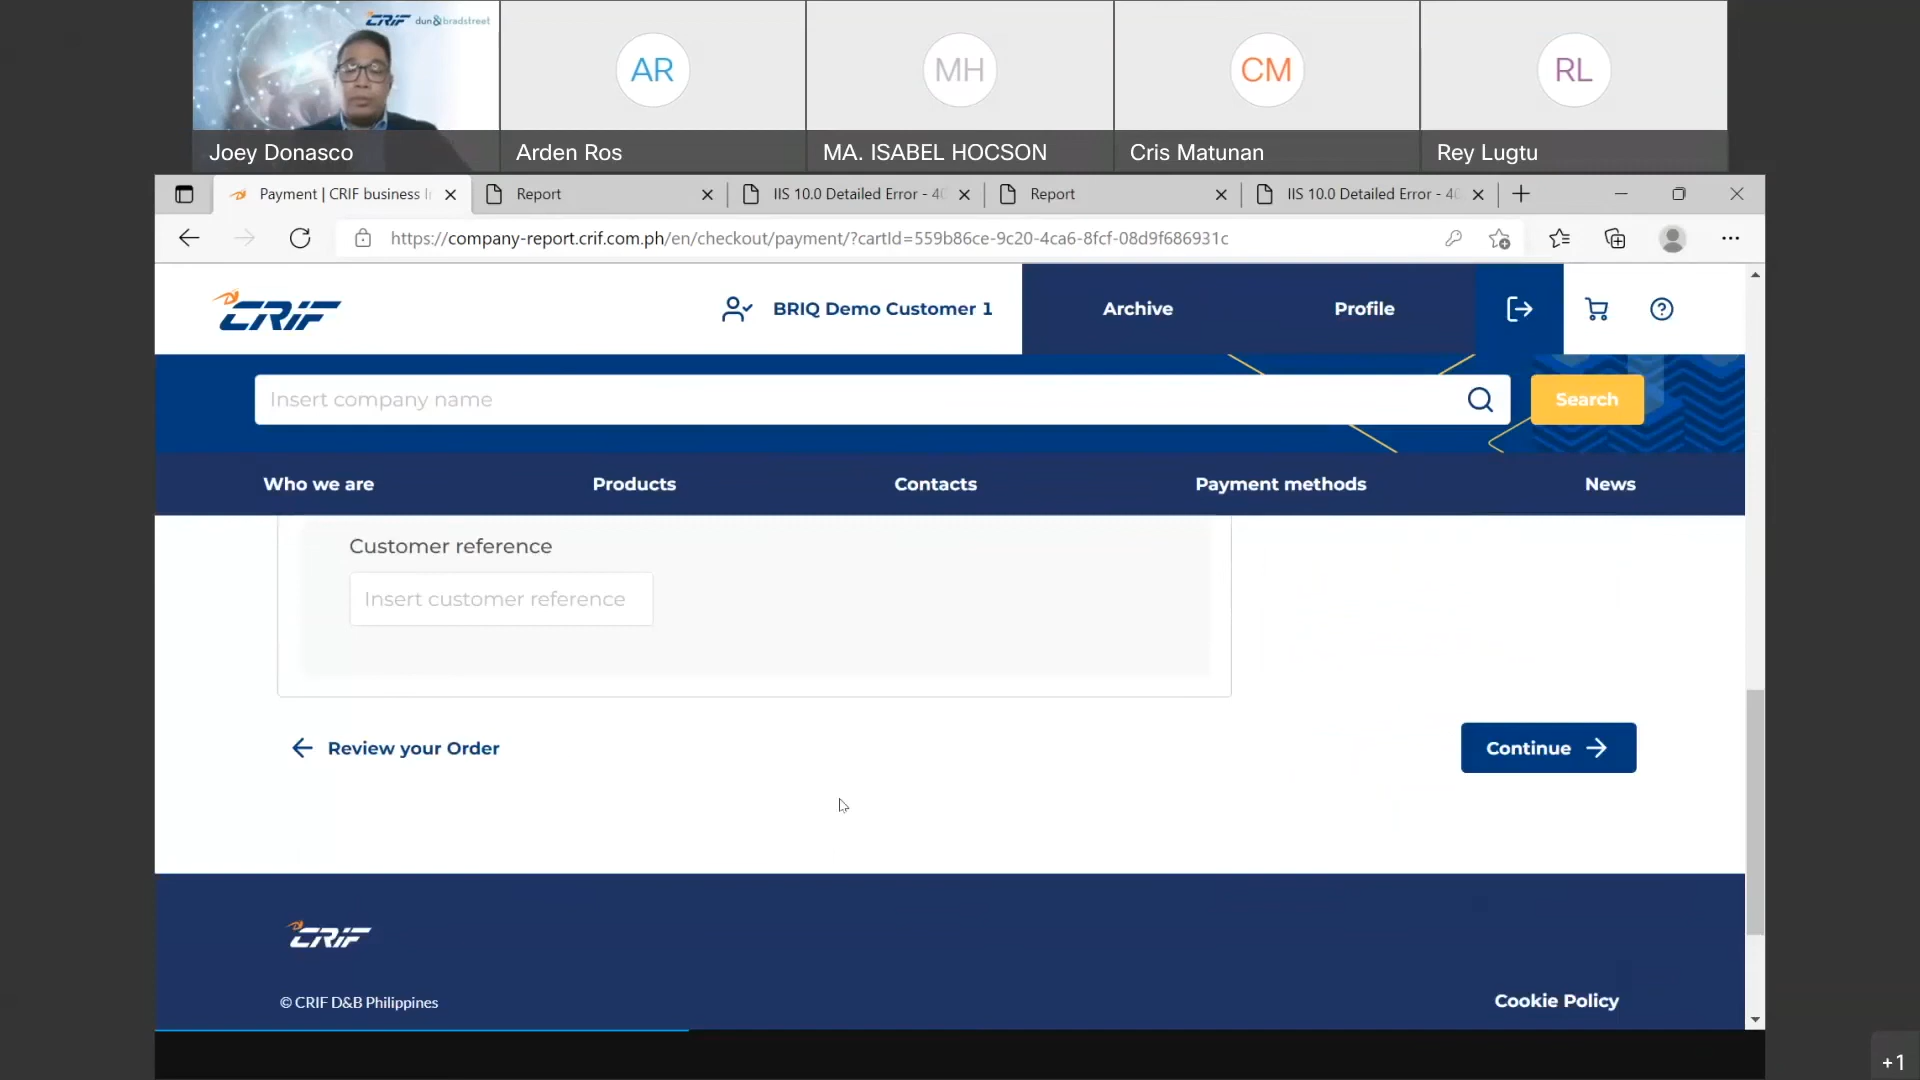 CRIF dun&bradstreet
AR
MH
CM
RL
Joey Donasco
Arden Ros
MA. ISABEL HOCSON
Cris Matunan
Rey Lugtu
Payment | CRIF business
Report
IIS 10.0 Detailed Error - 40
Report
IIS 10.0 Detailed Error - 40
https://company-report.crif.com.ph/en/checkout/payment/?cartId=559b86ce-9c20-4ca6-8fcf-08d9f686931c
CRIF
BRIQ Demo Customer 1
Archive
Profile
Insert company name
Search
Who we are
Products
Contacts
Payment methods
News
Customer reference
Insert customer reference
Review your Order
Continue
CRIF
© CRIF D&B Philippines
Cookie Policy
+1